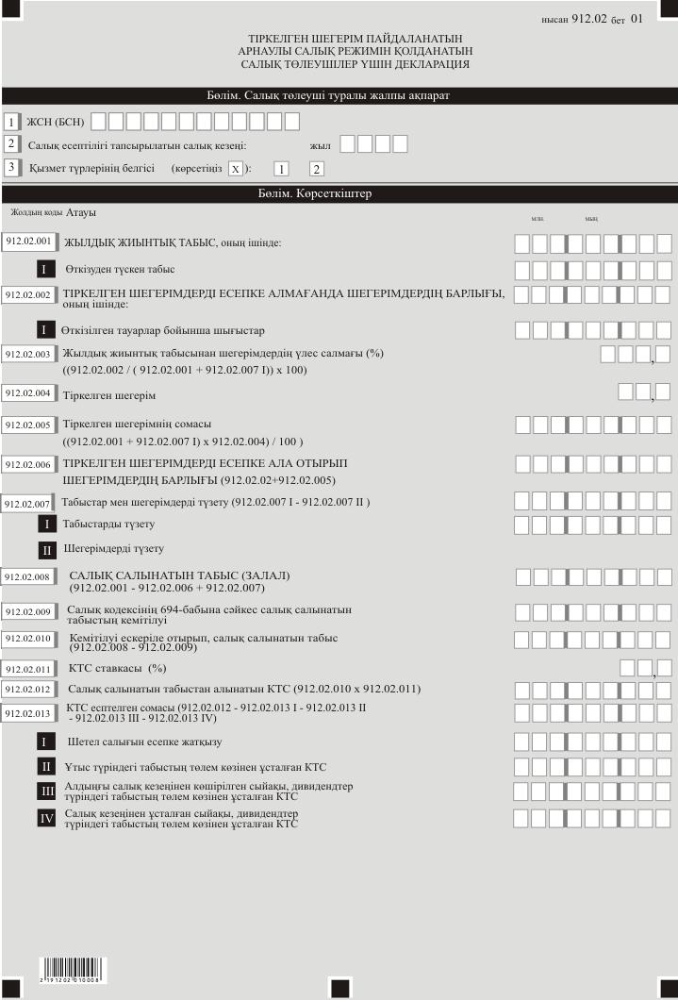 нысан 912.02 бет 01
ТІРКЕЛГЕН ШЕГЕРІМ ПАЙДАЛАНАТЫН
АРНАУЛЫ САЛЫҚ РЕЖИМІН ҚОЛДАНАТЫН
САЛЫҚ ТӨЛЕУШІЛЕР ҮШІН ДЕКЛАРАЦИЯ
Бөлім. Салық төлеуші туралы жалпы ақпарат
1 ЖСН (БСН)
2 Салық есептілігі тапсырылатын салық кезеңі: жыл
3 Қызмет түрлерінің белгісі (көрсетіңіз X ): 1 2
Бөлім. Көрсеткіштер
Жолдың коды Атауы
млн. мың
912.02.001 ЖЫЛДЫҚ ЖИЫНТЫҚ ТАБЫС, оның ішінде:
I Өткізуден түскен табыс
912.02.002 ТІРКЕЛГЕН ШЕГЕРІМДЕРДІ ЕСЕПКЕ АЛМАҒАНДА ШЕГЕРІМДЕРДІҢ БАРЛЫҒЫ,
оның ішінде:
I Өткізілген тауарлар бойынша шығыстар
912.02.003 Жылдық жиынтық табысынан шегерімдердің үлес салмағы (%)
((912.02.002 / ( 912.02.001 + 912.02.007 I)) x 100)
,
912.02.004 Тіркелген шегерім
,
912.02.005 Тіркелген шегерімнің сомасы
((912.02.001 + 912.02.007 I) x 912.02.004) / 100 )
912.02.006 ТІРКЕЛГЕН ШЕГЕРІМДЕРДІ ЕСЕПКЕ АЛА ОТЫРЫП
ШЕГЕРІМДЕРДІҢ БАРЛЫҒЫ (912.02.02+912.02.005)
912.02.007 Табыстар мен шегерімдерді түзету (912.02.007 I - 912.02.007 II )
I Табыстарды түзету
II Шегерімдерді түзету
912.02.008 САЛЫҚ САЛЫНАТЫН ТАБЫС (ЗАЛАЛ)
(912.02.001 - 912.02.006 + 912.02.007)
912.02.009 Салық кодексінің 694-бабына сәйкес салық салынатын
табыстың кемітілуі
912.02.010 Кемітілуі ескеріле отырып, салық салынатын табыс
(912.02.008 - 912.02.009)
912.02.011 КТС ставкасы (%)
,
912.02.012 Салық салынатын табыстан алынатын КТС (912.02.010 x 912.02.011)
912.02.013 КТС есптелген сомасы (912.02.012 - 912.02.013 I - 912.02.013 II
- 912.02.013 III - 912.02.013 IV)
I Шетел салығын есепке жатқызу
II Ұтыс түріндегі табыстың төлем көзінен ұсталған КТС
III Алдыңғы салық кезеңінен көшірілген сыйақы, дивидендтер
түріндегі табыстың төлем көзінен ұсталған КТС
IV Салық кезеңінен ұсталған сыйақы, дивидендтер
түріндегі табыстың төлем көзінен ұсталған КТС
2191202010008